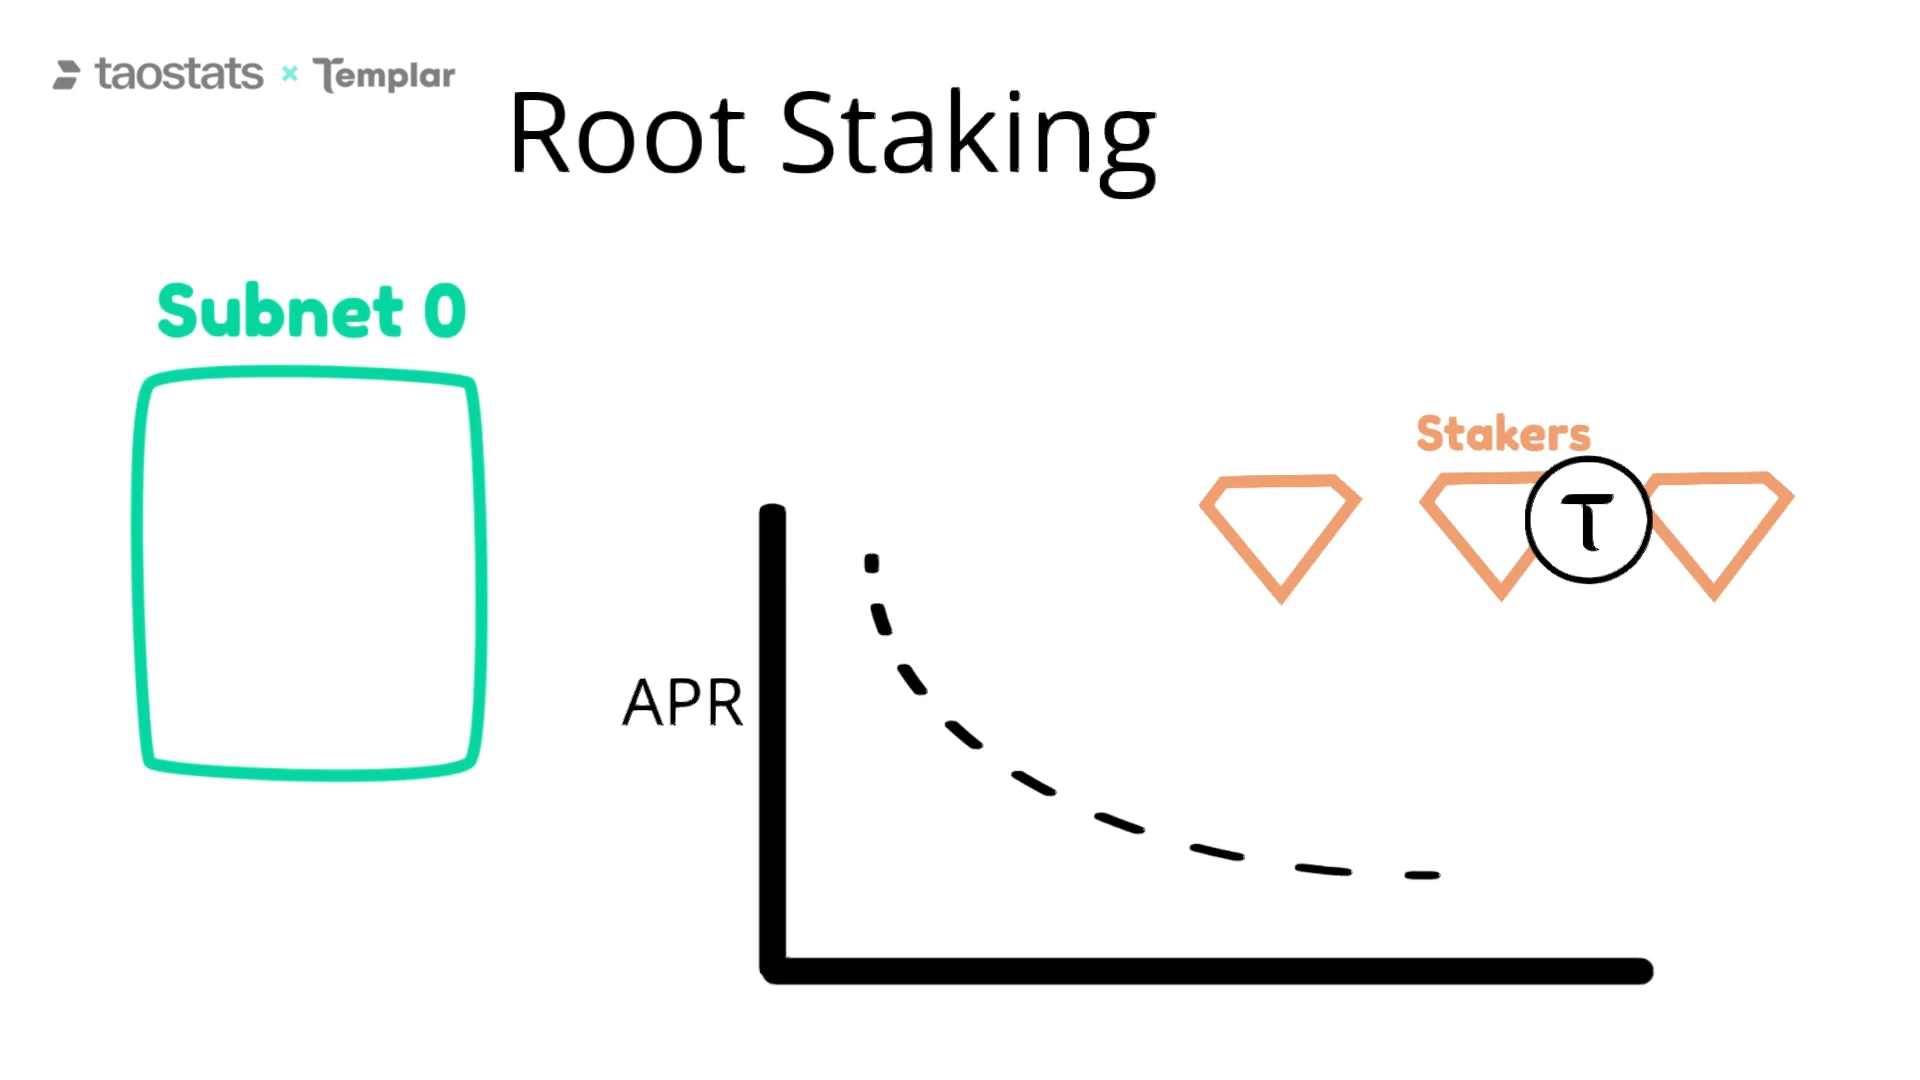 taostats × Templar
Root Staking
Subnet 0
Stakers
τ
APR